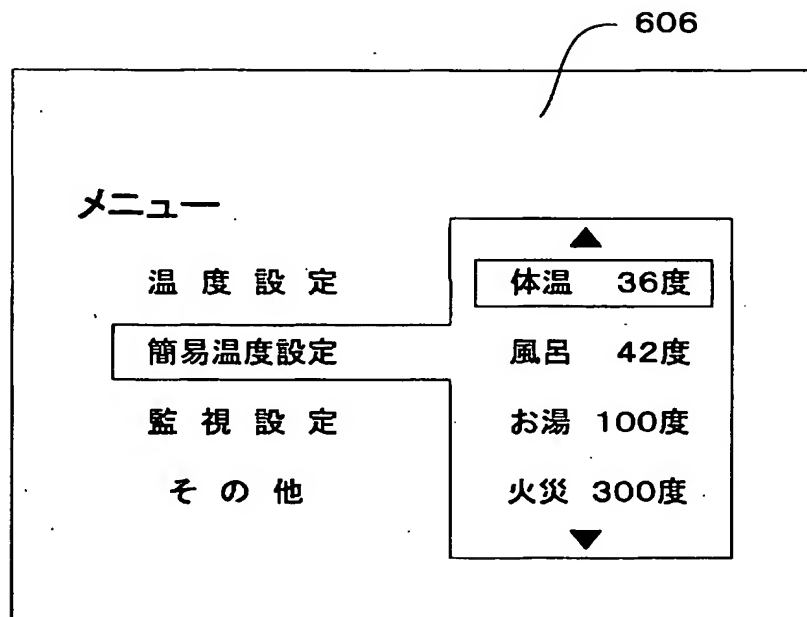 606
メニュー
温度設定
簡易温度設定
監視設定
その他
▲
体温 36度
風呂 42度
お湯 100度
火災 300度
▼